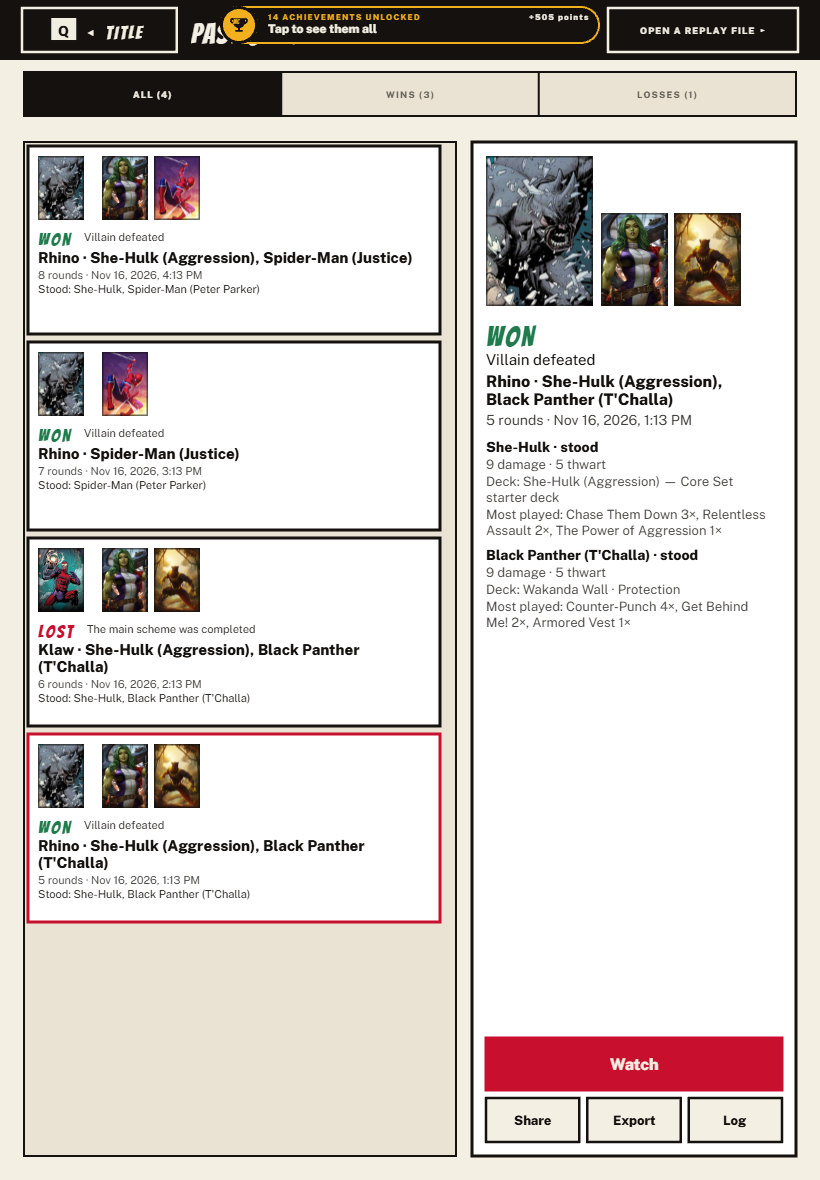 Q ◂ TITLE
14 ACHIEVEMENTS UNLOCKED
+505 points
Tap to see them all
OPEN A REPLAY FILE ▸
ALL (4)
WINS (3)
LOSSES (1)
WON Villain defeated
Rhino · She-Hulk (Aggression), Spider-Man (Justice)
8 rounds · Nov 16, 2026, 4:13 PM
Stood: She-Hulk, Spider-Man (Peter Parker)
WON Villain defeated
Rhino · Spider-Man (Justice)
7 rounds · Nov 16, 2026, 3:13 PM
Stood: Spider-Man (Peter Parker)
LOST The main scheme was completed
Klaw · She-Hulk (Aggression), Black Panther
(T'Challa)
6 rounds · Nov 16, 2026, 2:13 PM
Stood: She-Hulk, Black Panther (T'Challa)
WON Villain defeated
Rhino · She-Hulk (Aggression), Black Panther
(T'Challa)
5 rounds · Nov 16, 2026, 1:13 PM
Stood: She-Hulk, Black Panther (T'Challa)
WON
Villain defeated
Rhino · She-Hulk (Aggression),
Black Panther (T'Challa)
5 rounds · Nov 16, 2026, 1:13 PM
She-Hulk · stood
9 damage · 5 thwart
Deck: She-Hulk (Aggression) — Core Set
starter deck
Most played: Chase Them Down 3×, Relentless
Assault 2×, The Power of Aggression 1×
Black Panther (T'Challa) · stood
9 damage · 5 thwart
Deck: Wakanda Wall · Protection
Most played: Counter-Punch 4×, Get Behind
Me! 2×, Armored Vest 1×
Watch
Share
Export
Log